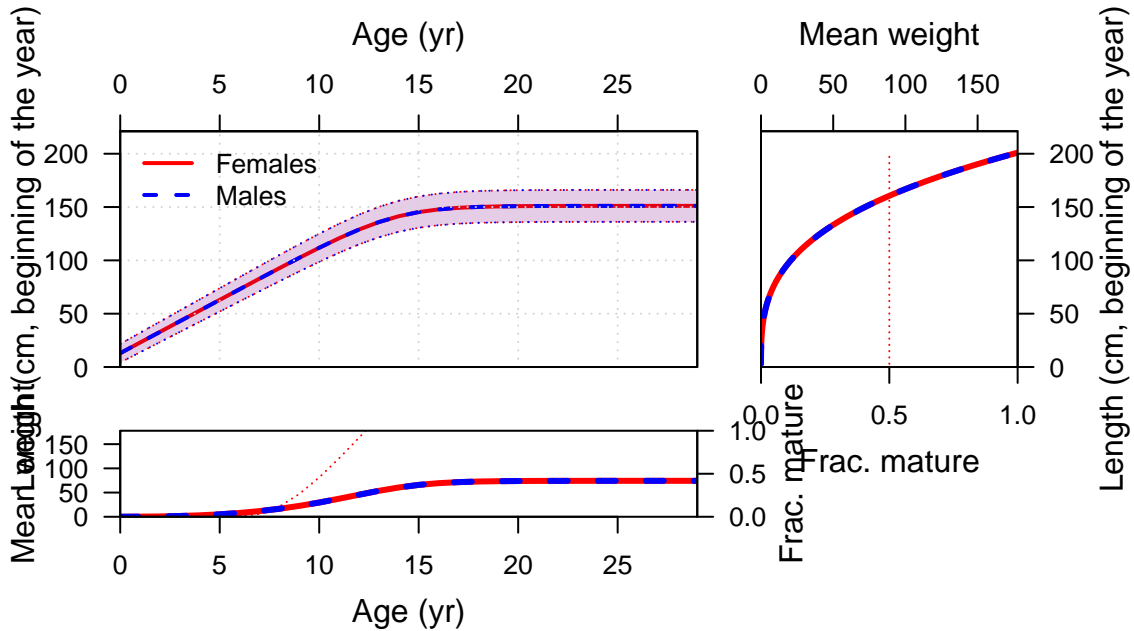 Age (yr)
Mean weight
0 5 10 15 20 25
0 50 100 150
Length (cm, beginning of the year)
200
150
100
50
0
Females
Males
200
150
100
50
0
Length (cm, beginning of the year)
0.0 0.5 1.0
Frac. mature
Mean weight
150
100
50
0
1.0
0.5
0.0
Frac. mature
0 5 10 15 20 25
Age (yr)